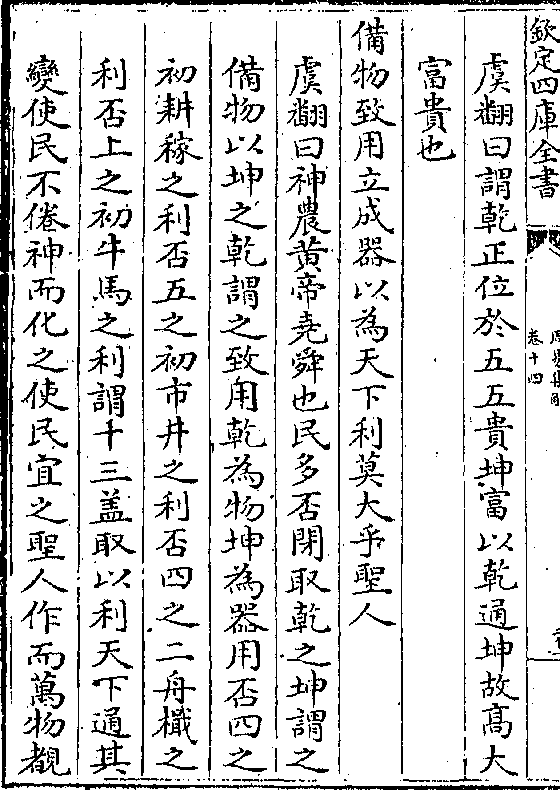 欽定四庫全書
卷十四
虞翻曰謂乾正位於五五貴坤富以乾通坤故髙大
富貴也
備物致用立成器以為天下利莫大乎聖人
虞翻曰神農黄帝堯舜也民多否閉取乾之坤謂之
備物以坤之乾謂之致用乾為物坤為器用否四之
初耕稼之利否五之初市井之利否四之二舟檝之
利否上之初牛馬之利謂十三盖取以利天下通其
變使民不倦神而化之使民宜之聖人作而萬物覩